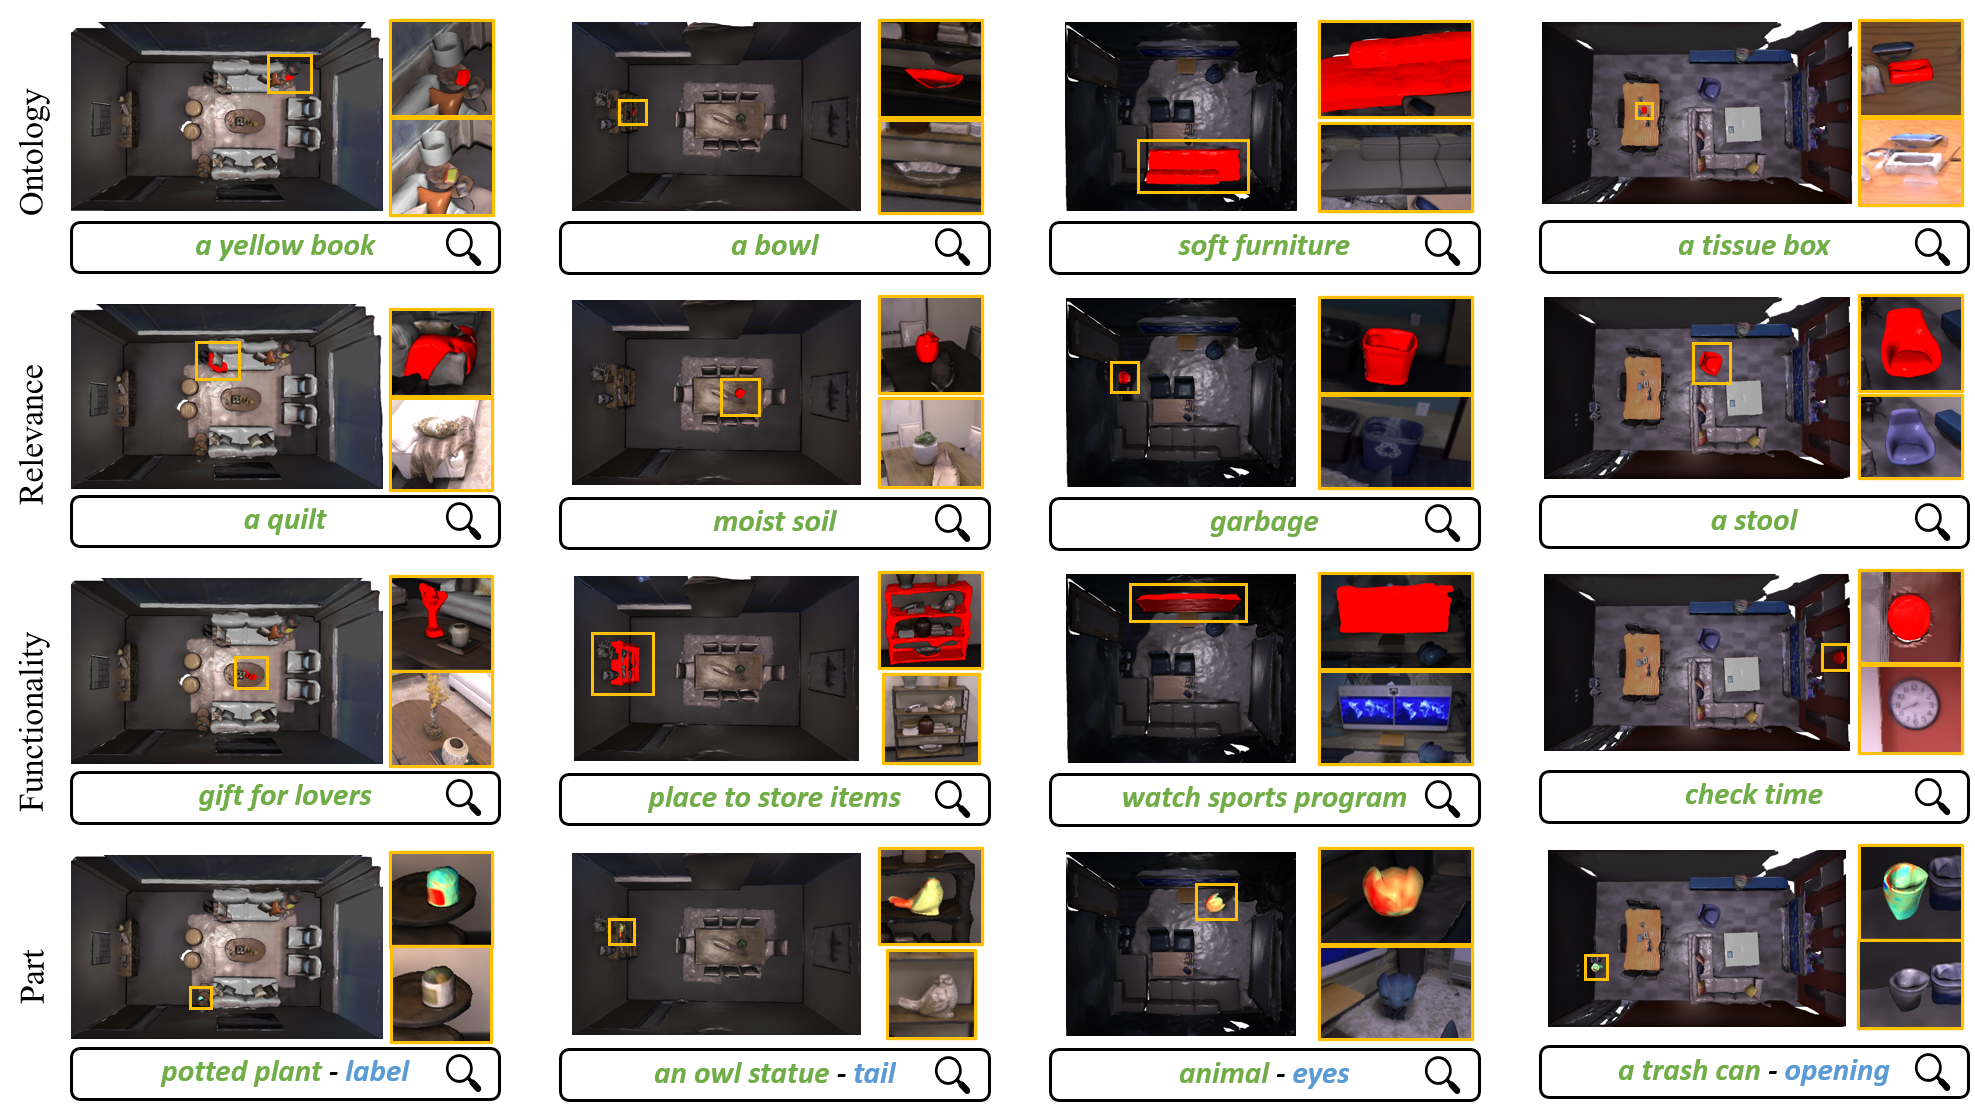 Ontology
a yellow book
a bowl
soft furniture
a tissue box
Relevance
a quilt
moist soil
garbage
a stool
Functionality
gift for lovers
place to store items
watch sports program
check time
Part
potted plant - label
an owl statue - tail
animal - eyes
a trash can - opening